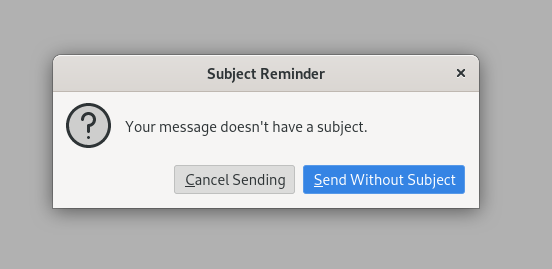 Subject Reminder
Your message doesn't have a subject.
Cancel Sending
Send Without Subject